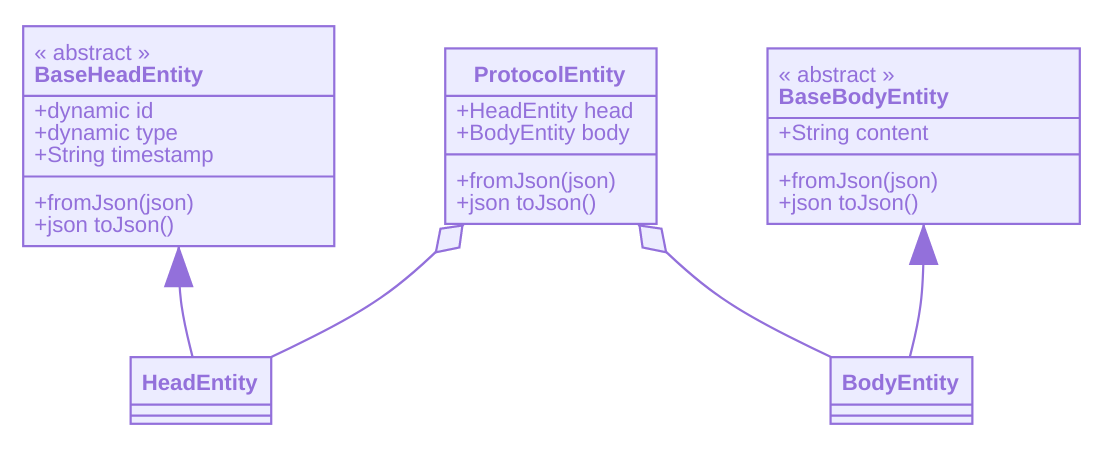 « abstract »
BaseHeadEntity
+dynamic id
+dynamic type
+String timestamp
+fromJson(json)
+json toJson()
ProtocolEntity
+HeadEntity head
+BodyEntity body
+fromJson(json)
+json toJson()
« abstract »
BaseBodyEntity
+String content
+fromJson(json)
+json toJson()
HeadEntity
BodyEntity